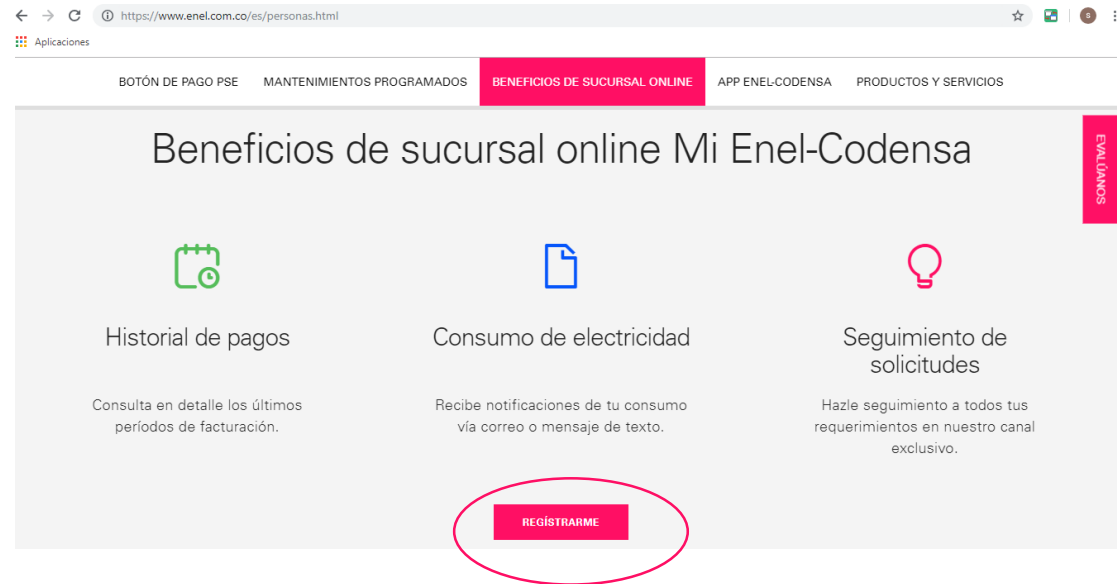 https://www.enel.com.co/es/personas.html
s
Aplicaciones
BOTÓN DE PAGO PSE MANTENIMIENTOS PROGRAMADOS BENEFICIOS DE SUCURSAL ONLINE APP ENEL-CODENSA PRODUCTOS Y SERVICIOS
Beneficios de sucursal online Mi Enel-Codensa
EVALÚANOS
Historial de pagos
Consulta en detalle los últimos
períodos de facturación.
Consumo de electricidad
Recibe notificaciones de tu consumo
vía correo o mensaje de texto.
Seguimiento de
solicitudes
Hazle seguimiento a todos tus
requerimientos en nuestro canal
exclusivo.
REGÍSTRARME